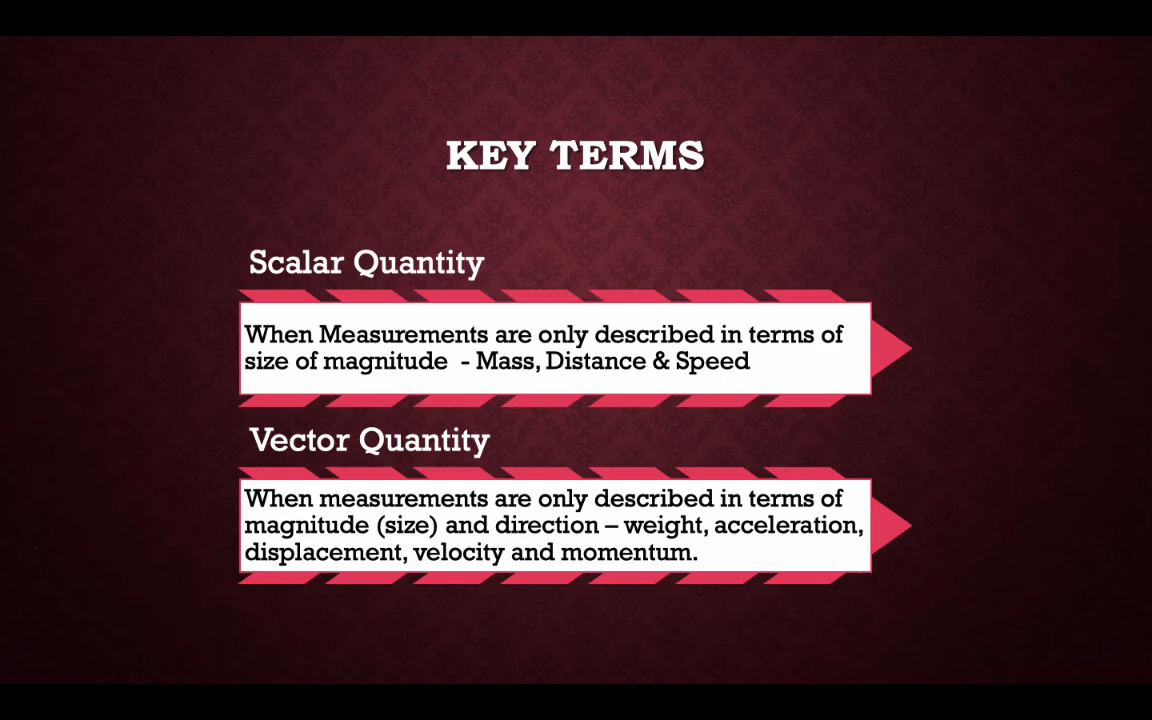 KEY TERMS
Scalar Quantity
When Measurements are only described in terms of
size of magnitude - Mass, Distance & Speed
Vector Quantity
When measurements are only described in terms of
magnitude (size) and direction – weight, acceleration,
displacement, velocity and momentum.